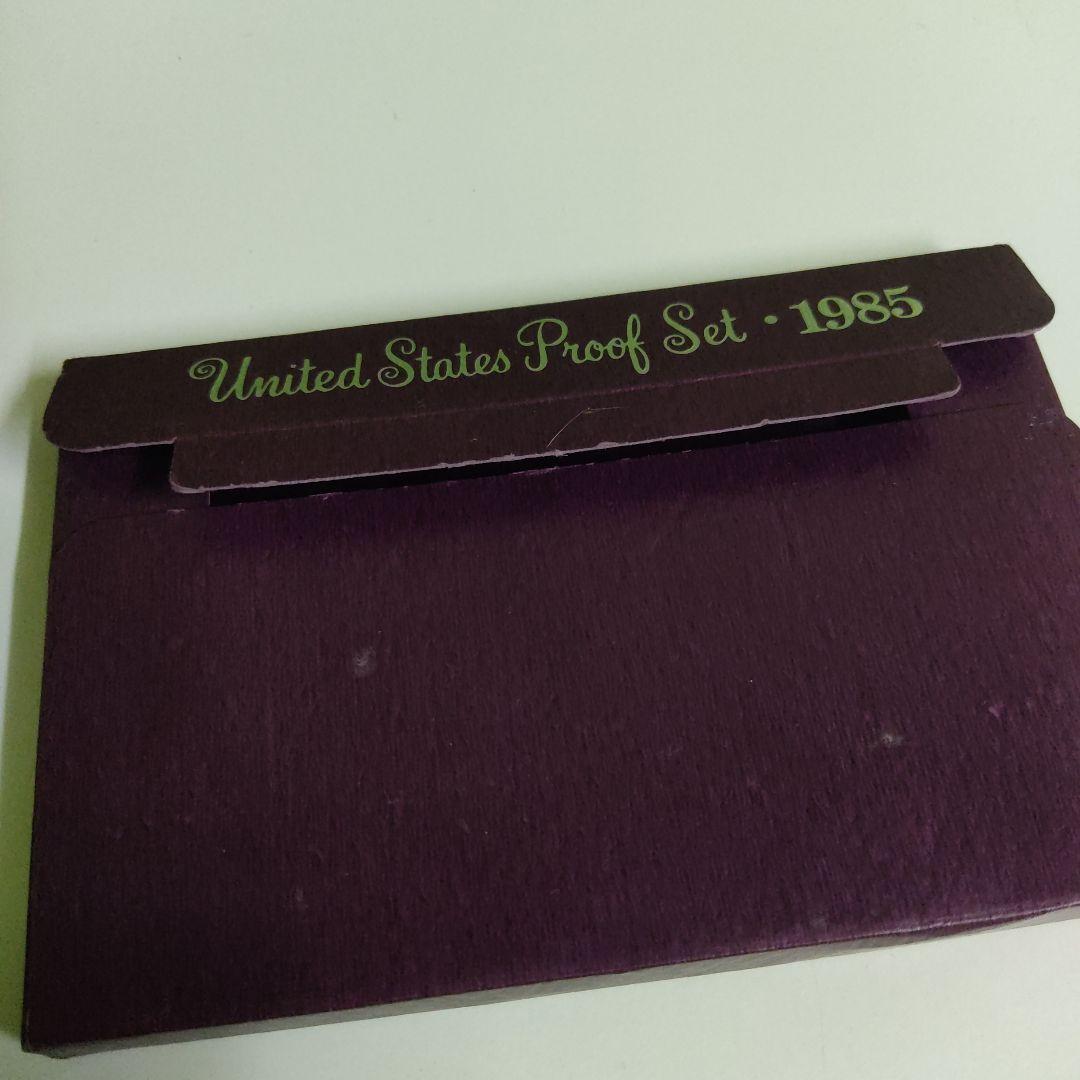 United States Proof Set · 1985